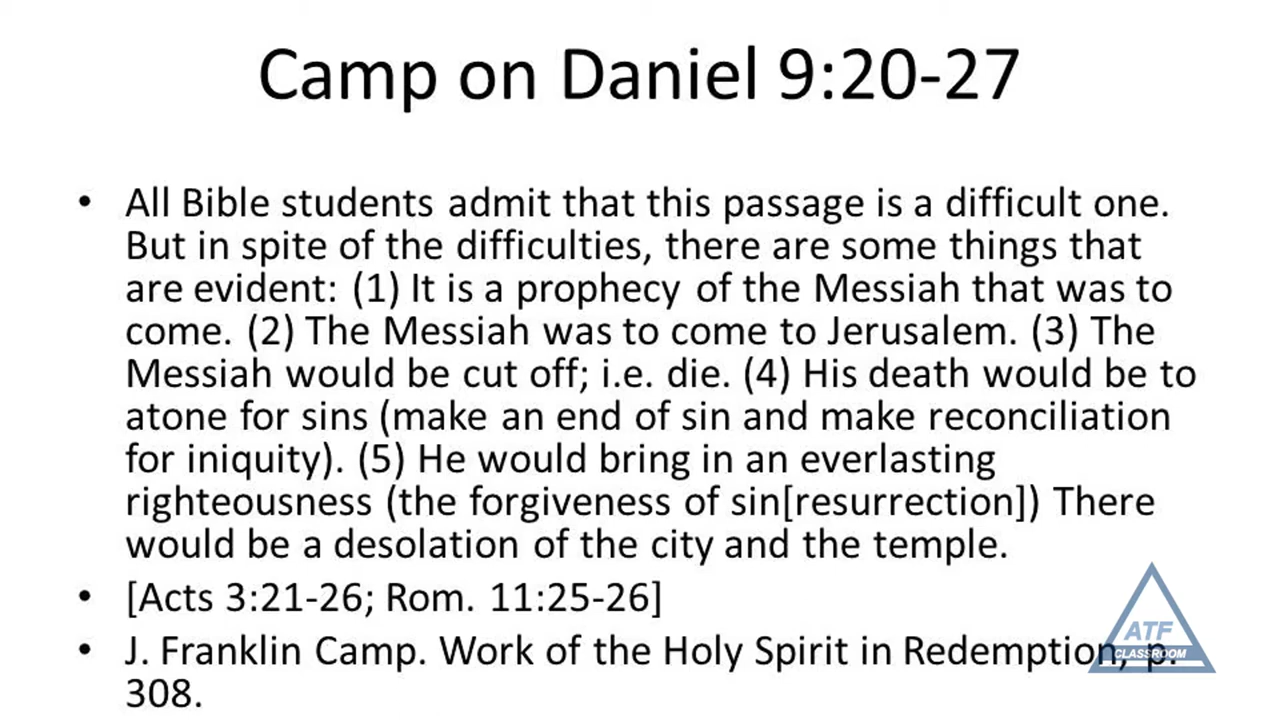 Camp on Daniel 9:20-27
• All Bible students admit that this passage is a difficult one.
But in spite of the difficulties, there are some things that
are evident: (1) It is a prophecy of the Messiah that was to
come. (2) The Messiah was to come to Jerusalem. (3) The
Messiah would be cut off; i.e. die. (4) His death would be to
atone for sins (make an end of sin and make reconciliation
for iniquity). (5) He would bring in an everlasting
righteousness (the forgiveness of sin[resurrection]) There
would be a desolation of the city and the temple.
• [Acts 3:21-26; Rom. 11:25-26]
• J. Franklin Camp. Work of the Holy Spirit in Redemption, p.
308.
ATF
CLASSROOM